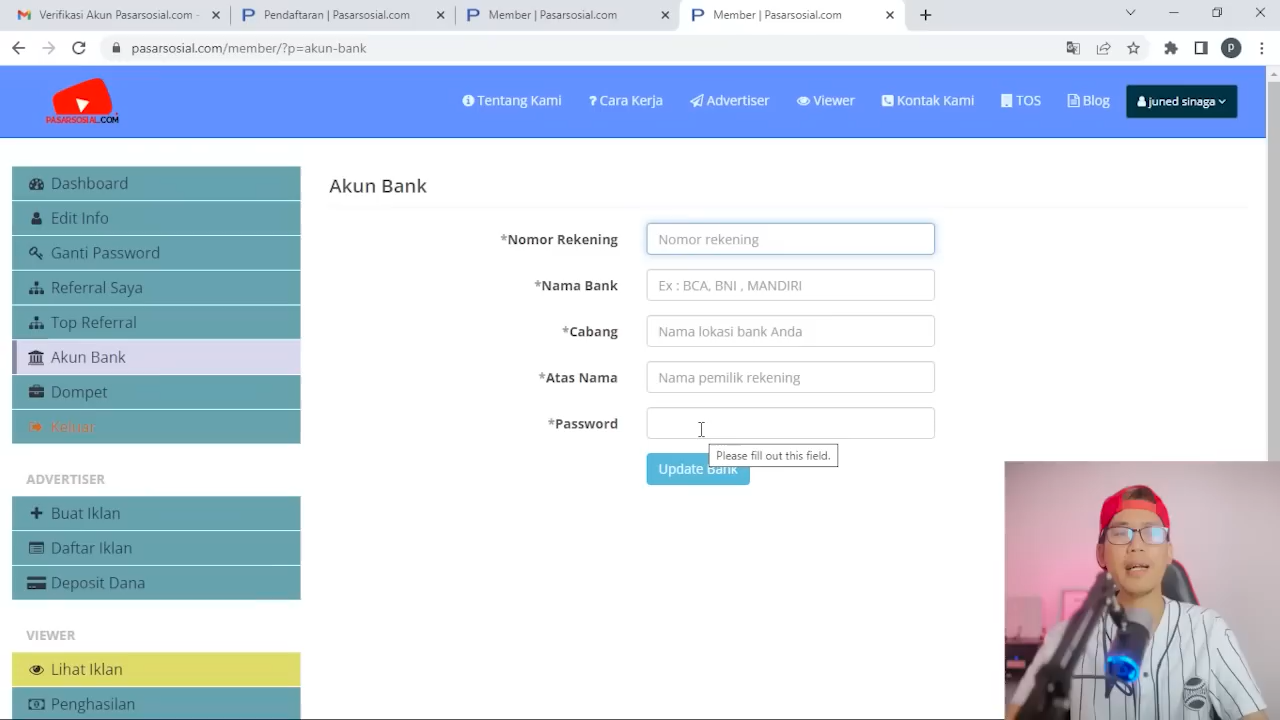 Verifikasi Akun Pasarsosial.com -
Pendaftaran | Pasarsosial.com
Member | Pasarsosial.com
Member | Pasarsosial.com
pasarsosial.com/member/?p=akun-bank
P
PASARSOSIAL.COM
Tentang Kami
? Cara Kerja
Advertiser
Viewer
Kontak Kami
TOS
Blog
juned sinaga
Dashboard
Edit Info
Ganti Password
Referral Saya
Top Referral
Akun Bank
Dompet
Keluar
ADVERTISER
Buat Iklan
Daftar Iklan
Deposit Dana
VIEWER
Lihat Iklan
Penghasilan
Akun Bank
*Nomor Rekening
Nomor rekening
*Nama Bank
Ex : BCA, BNI , MANDIRI
*Cabang
Nama lokasi bank Anda
*Atas Nama
Nama pemilik rekening
*Password
Please fill out this field.
Update Bank